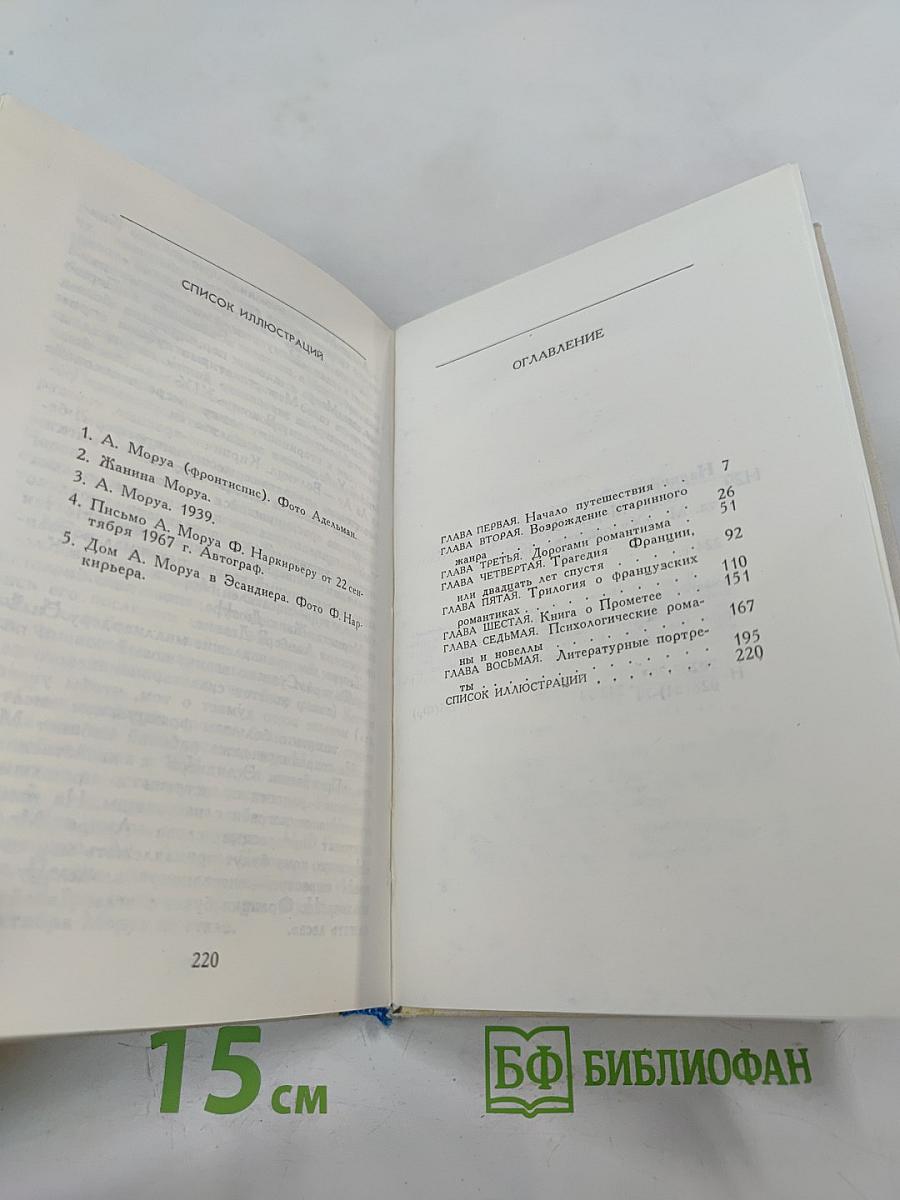 СПИСОК ИЛЛЮСТРАЦИЙ
1. А. Моруа (-фронтиспис). Фото Адельман.
2. Жанина Моруа.
3. А. Моруа. 1939.
4. Письмо А. Моруа Ф. Наркирьеру от 22 сен-
тября 1967 г. Автограф.
5. Дом А. Моруа в Эсандиера. Фото Ф. Нар-
кирьера.
220
ОГЛАВЛЕНИЕ
ГЛАВА ПЕРВАЯ. Начало путешествия . . 7
ГЛАВА ВТОРАЯ. Возрождение старинного
жанра . . . . . . . . . . . 26
ГЛАВА ТРЕТЬЯ. Дорогами романтизма . 51
ГЛАВА ЧЕТВЕРТАЯ. Трагедия Франции,
или двадцать лет спустя . . . . . 92
ГЛАВА ПЯТАЯ. Трилогия о французских
романтиках . . . . . . . . . 110
ГЛАВА ШЕСТАЯ. Книга о Прометее . . 151
ГЛАВА СЕДЬМАЯ. Психологические рома-
ны и новеллы . . . . . . . . 167
ГЛАВА ВОСЬМАЯ. Литературные портре-
ты . . . . . . . . . . . . 195
СПИСОК ИЛЛЮСТРАЦИЙ . . . . . . 220
15 см
БФ БИБЛИОФАН